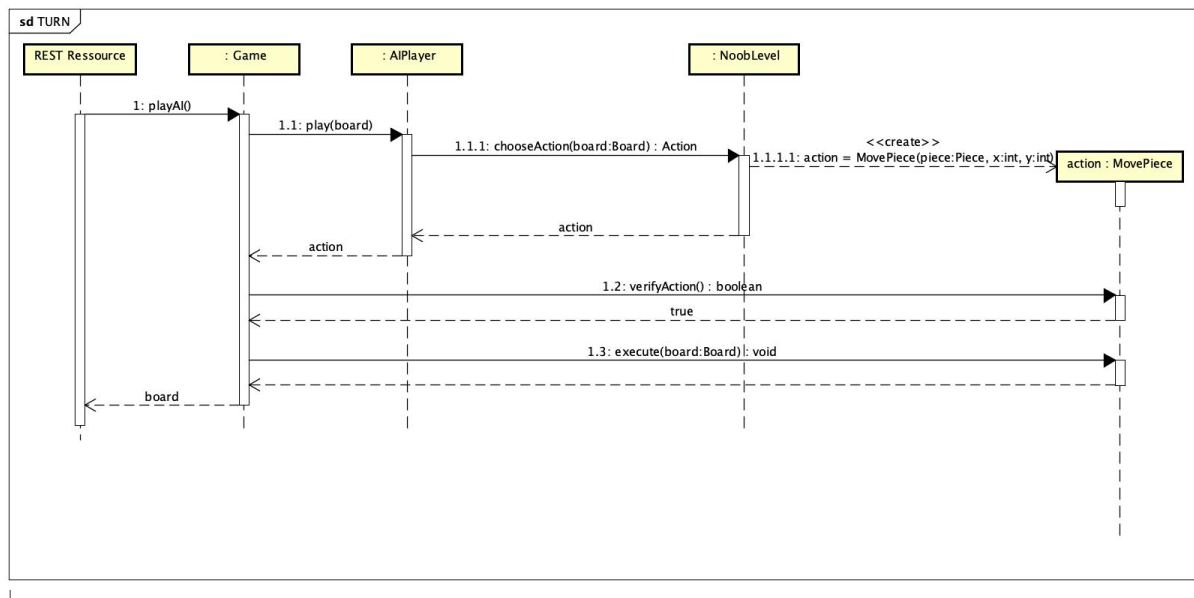 sd TURN
REST Ressource
: Game
: AIPlayer
: NoobLevel
1: playAI()
1.1: play(board)
1.1.1: chooseAction(board:Board) : Action
<<create>>
1.1.1.1: action = MovePiece(piece:Piece, x:int, y:int)
action : MovePiece
action
action
1.2: verifyAction() : boolean
true
1.3: execute(board:Board) : void
board